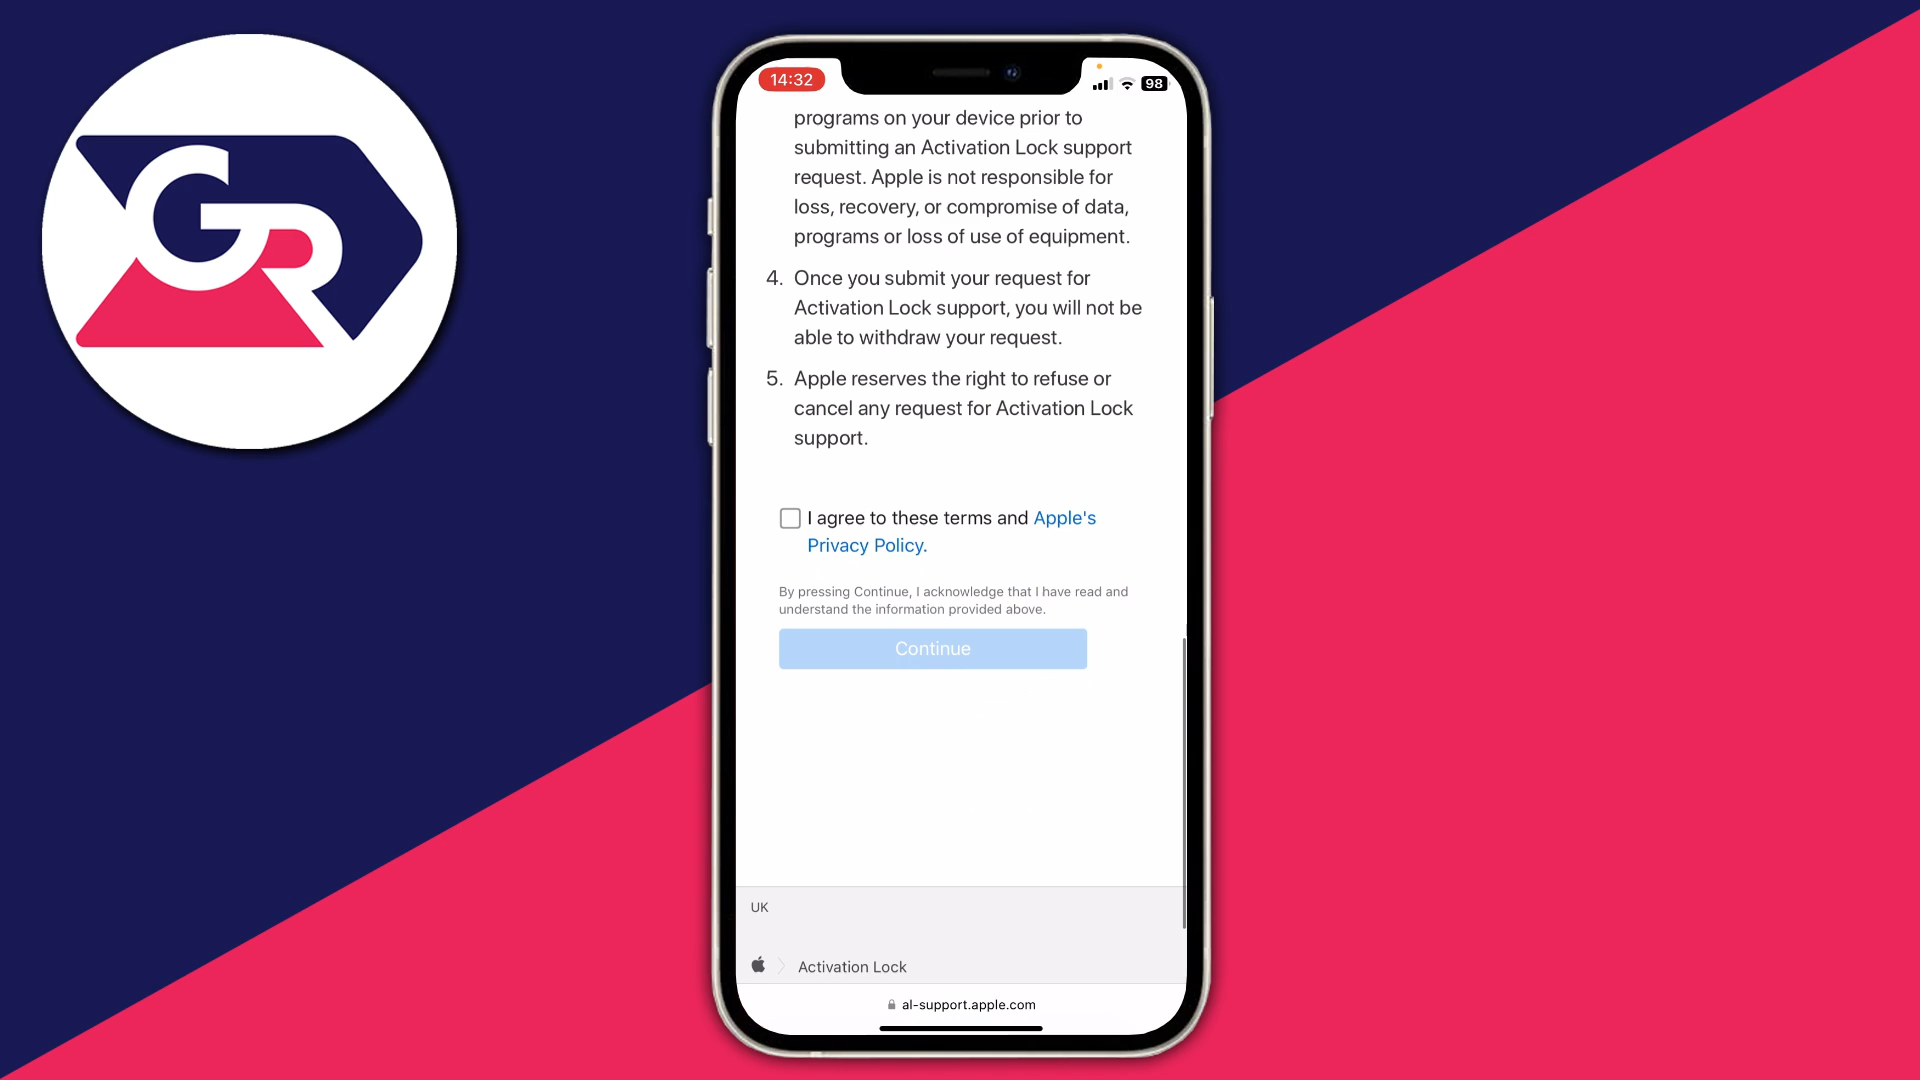 GR
14:32
98
programs on your device prior to
submitting an Activation Lock support
request. Apple is not responsible for
loss, recovery, or compromise of data,
programs or loss of use of equipment.
4. Once you submit your request for
Activation Lock support, you will not be
able to withdraw your request.
5. Apple reserves the right to refuse or
cancel any request for Activation Lock
support.
I agree to these terms and Apple's
Privacy Policy.
By pressing Continue, I acknowledge that I have read and
understand the information provided above.
Continue
UK
Activation Lock
al-support.apple.com